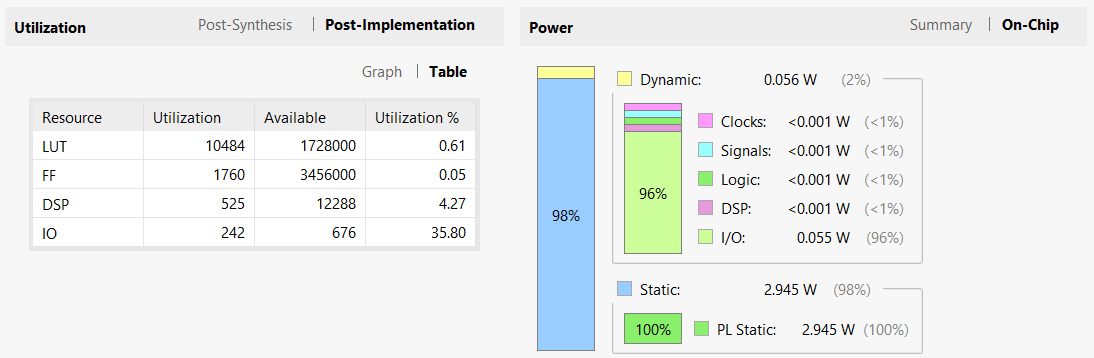 Utilization Post-Synthesis | Post-Implementation
Graph | Table
Resource Utilization Available Utilization %
LUT 10484 1728000 0.61
FF 1760 3456000 0.05
DSP 525 12288 4.27
IO 242 676 35.80
Power Summary | On-Chip
98%
Dynamic: 0.056 W (2%)
96%
Clocks: <0.001 W (<1%)
Signals: <0.001 W (<1%)
Logic: <0.001 W (<1%)
DSP: <0.001 W (<1%)
I/O: 0.055 W (96%)
Static: 2.945 W (98%)
100% PL Static: 2.945 W (100%)